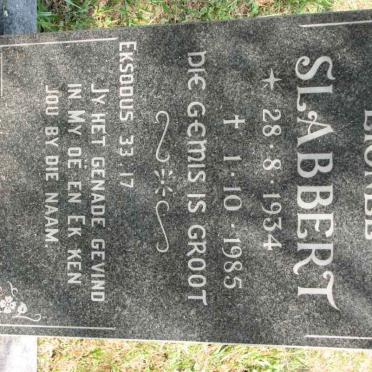 SLABBERT
* 28·8·1934
† 1·10·1985
DIE GEMIS IS GROOT
EKSODUS 33 17
JY HET GENADE GEVIND
IN MY OE EN EK KEN
JOU BY DIE NAAM